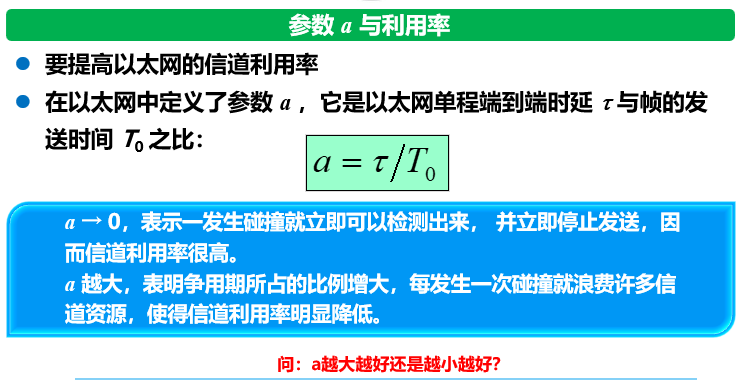 参数 a 与利用率
要提高以太网的信道利用率
在以太网中定义了参数 a ，它是以太网单程端到端时延 τ 与帧的发
送时间 T₀ 之比：
a = τ/T₀
a → 0，表示一发生碰撞就立即可以检测出来， 并立即停止发送，因
而信道利用率很高。
a 越大，表明争用期所占的比例增大，每发生一次碰撞就浪费许多信
道资源，使得信道利用率明显降低。
问：a越大越好还是越小越好？